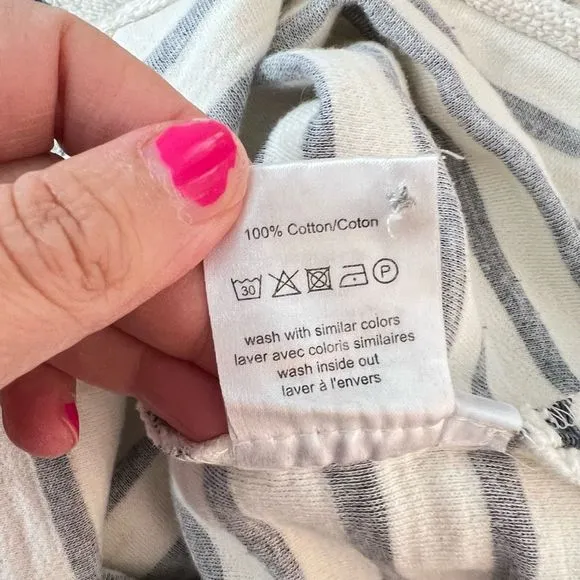 100% Cotton/Coton
30 P
wash with similar colors
laver avec coloris similaires
wash inside out
laver à l'envers